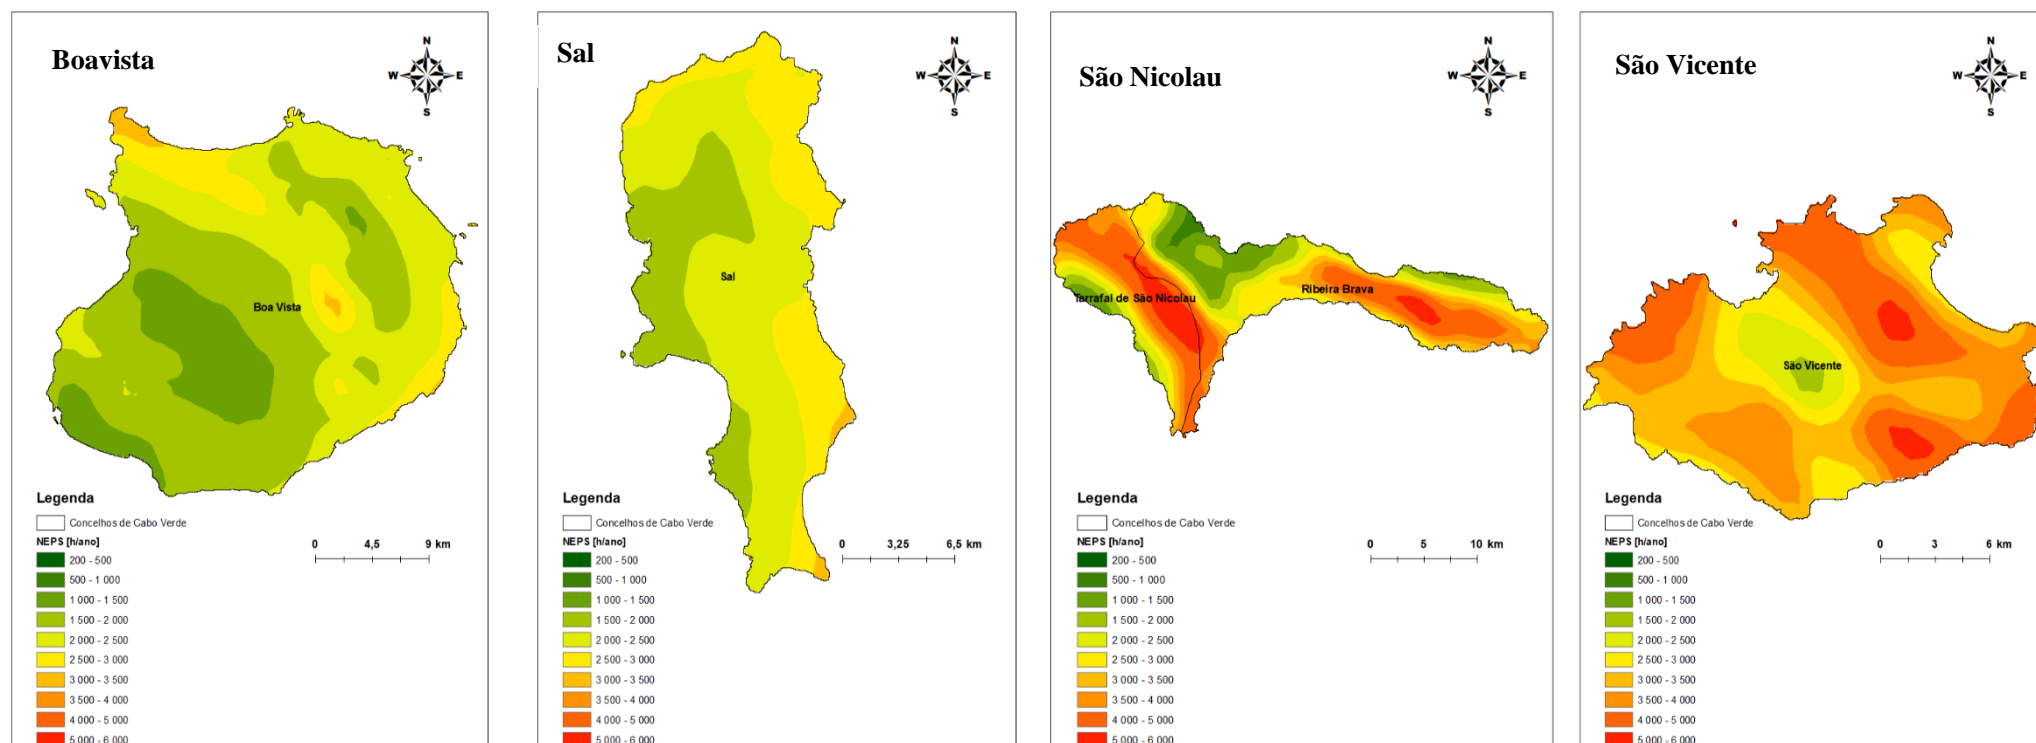 Boavista
N
W E
S
Boa Vista
Legenda
Concelhos de Cabo Verde
NEPS [h/ano]
200 - 500
500 - 1 000
1 000 - 1 500
1 500 - 2 000
2 000 - 2 500
2 500 - 3 000
3 000 - 3 500
3 500 - 4 000
4 000 - 5 000
5 000 - 6 000
0 4,5 9 km
Sal
N
W E
S
Sal
Legenda
Concelhos de Cabo Verde
NEPS [h/ano]
200 - 500
500 - 1 000
1 000 - 1 500
1 500 - 2 000
2 000 - 2 500
2 500 - 3 000
3 000 - 3 500
3 500 - 4 000
4 000 - 5 000
5 000 - 6 000
0 3,25 6,5 km
São Nicolau
N
W E
S
Tarrafal de São Nicolau
Ribeira Brava
Legenda
Concelhos de Cabo Verde
NEPS [h/ano]
200 - 500
500 - 1 000
1 000 - 1 500
1 500 - 2 000
2 000 - 2 500
2 500 - 3 000
3 000 - 3 500
3 500 - 4 000
4 000 - 5 000
5 000 - 6 000
0 5 10 km
São Vicente
N
W E
S
São Vicente
Legenda
Concelhos de Cabo Verde
NEPS [h/ano]
200 - 500
500 - 1 000
1 000 - 1 500
1 500 - 2 000
2 000 - 2 500
2 500 - 3 000
3 000 - 3 500
3 500 - 4 000
4 000 - 5 000
5 000 - 6 000
0 3 6 km